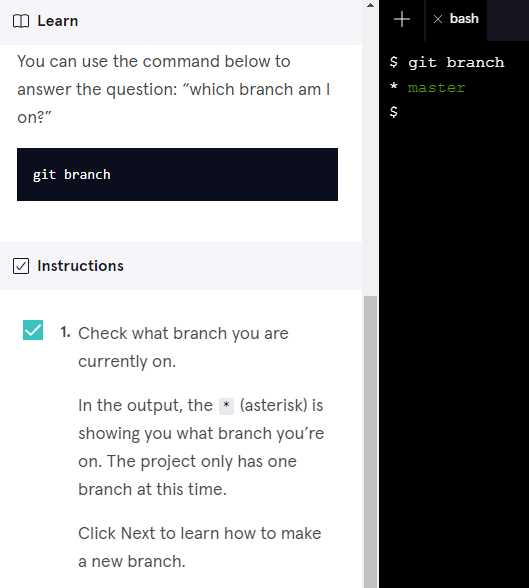 Learn
You can use the command below to
answer the question: “which branch am I
on?”
git branch
Instructions
1. Check what branch you are
currently on.
In the output, the * (asterisk) is
showing you what branch you’re
on. The project only has one
branch at this time.
Click Next to learn how to make
a new branch.
bash
$ git branch
* master
$